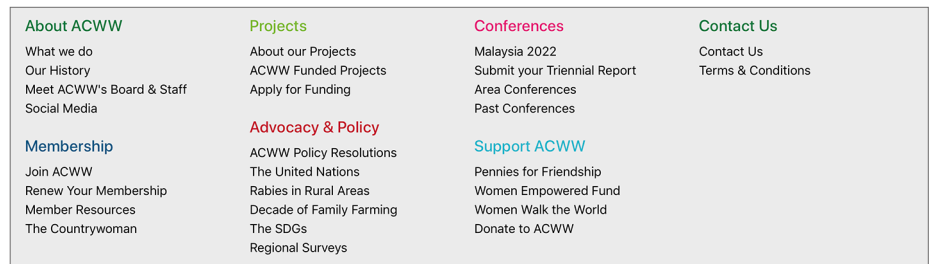 About ACWW
What we do
Our History
Meet ACWW's Board & Staff
Social Media
Membership
Join ACWW
Renew Your Membership
Member Resources
The Countrywoman
Projects
About our Projects
ACWW Funded Projects
Apply for Funding
Advocacy & Policy
ACWW Policy Resolutions
The United Nations
Rabies in Rural Areas
Decade of Family Farming
The SDGs
Regional Surveys
Conferences
Malaysia 2022
Submit your Triennial Report
Area Conferences
Past Conferences
Support ACWW
Pennies for Friendship
Women Empowered Fund
Women Walk the World
Donate to ACWW
Contact Us
Contact Us
Terms & Conditions